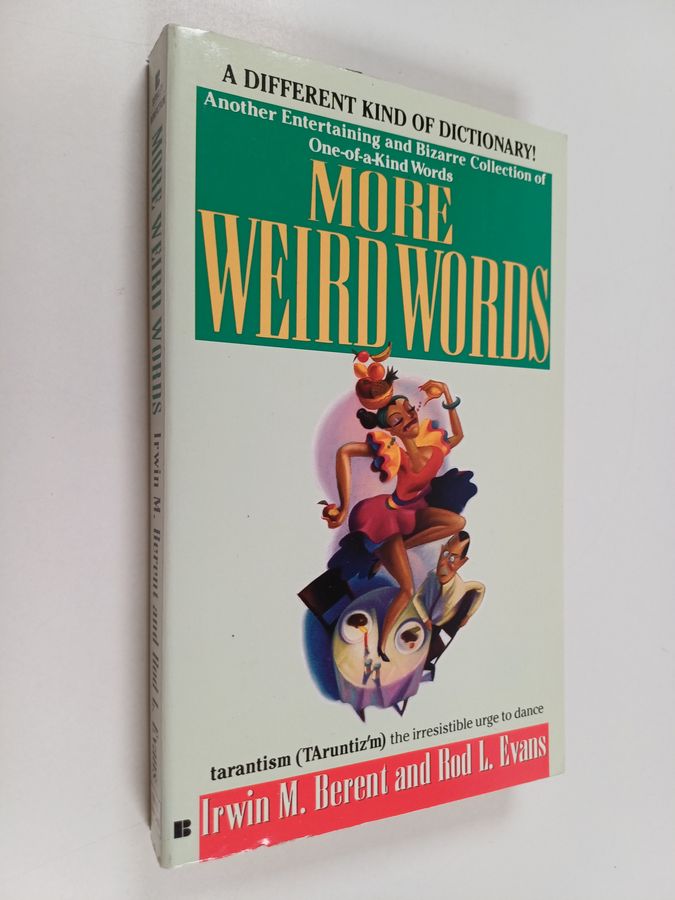 A DIFFERENT KIND OF DICTIONARY!
Another Entertaining and Bizarre Collection of
One-of-a-Kind Words
MORE
WEIRD WORDS
tarantism (TAruntiz'm) the irresistible urge to dance
Irwin M. Berent and Rod L. Evans
B
MORE WEIRD WORDS Irwin M. Berent and Rod L. Evans